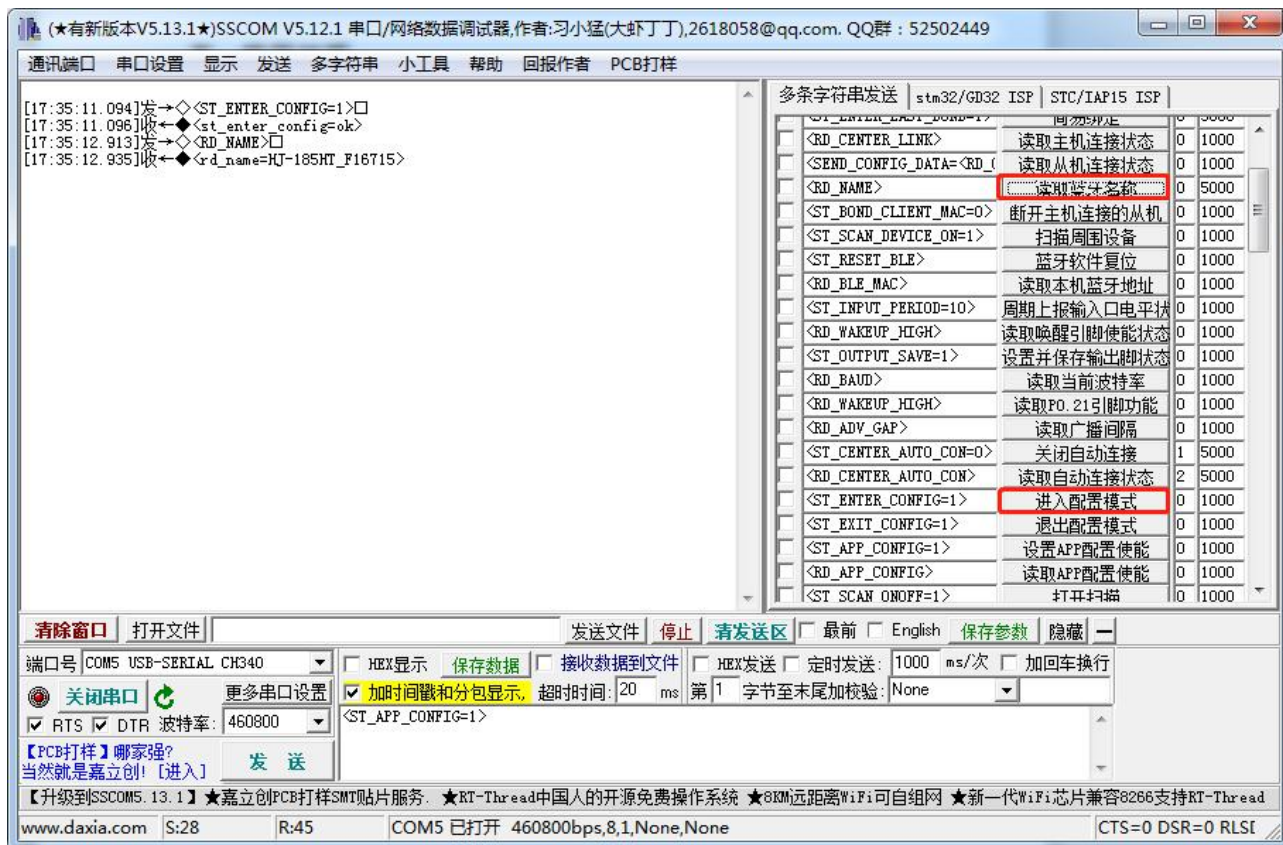 (★有新版本V5.13.1★)SSCOM V5.12.1 串口/网络数据调试器,作者:习小猛(大虾丁丁),2618058@qq.com. QQ群：52502449
通讯端口 串口设置 显示 发送 多字符串 小工具 帮助 回报作者 PCB打样
[17:35:11.094]发→◇<ST_ENTER_CONFIG=1>□
[17:35:11.096]收←◆<st_enter_config=ok>
[17:35:12.913]发→◇<RD_NAME>□
[17:35:12.935]收←◆<rd_name=HJ-185HT_F16715>
多条字符串发送 stm32/GD32 ISP STC/IAP15 ISP
<ST_ENTER_LAST_BOND=1> 简易绑定 0 5000
<RD_CENTER_LINK> 读取主机连接状态 0 1000
<SEND_CONFIG_DATA=<RD_ 读取从机连接状态 0 1000
<RD_NAME> 读取蓝牙名称 0 5000
<ST_BOND_CLIENT_MAC=0> 断开主机连接的从机 0 1000
<ST_SCAN_DEVICE_ON=1> 扫描周围设备 0 1000
<ST_RESET_BLE> 蓝牙软件复位 0 1000
<RD_BLE_MAC> 读取本机蓝牙地址 0 1000
<ST_INPUT_PERIOD=10> 周期上报输入口电平状 0 1000
<RD_WAKEUP_HIGH> 读取唤醒引脚使能状态 0 1000
<ST_OUTPUT_SAVE=1> 设置并保存输出脚状态 0 1000
<RD_BAUD> 读取当前波特率 0 1000
<RD_WAKEUP_HIGH> 读取P0.21引脚功能 0 1000
<RD_ADV_GAP> 读取广播间隔 0 1000
<ST_CENTER_AUTO_CON=0> 关闭自动连接 1 5000
<RD_CENTER_AUTO_CON> 读取自动连接状态 2 5000
<ST_ENTER_CONFIG=1> 进入配置模式 0 1000
<ST_EXIT_CONFIG=1> 退出配置模式 0 1000
<ST_APP_CONFIG=1> 设置APP配置使能 0 1000
<RD_APP_CONFIG> 读取APP配置使能 0 1000
<ST_SCAN_ONOFF=1> 打开扫描 0 1000
清除窗口 打开文件 发送文件 停止 清发送区 最前 English 保存参数 隐藏
端口号 COM5 USB-SERIAL CH340 HEX显示 保存数据 接收数据到文件 HEX发送 定时发送: 1000 ms/次 加回车换行
关闭串口 更多串口设置 加时间戳和分包显示, 超时时间: 20 ms 第 1 字节至末尾加校验: None
RTS DTR 波特率: 460800
<ST_APP_CONFIG=1>
【PCB打样】哪家强?
当然就是嘉立创! [进入]
发 送
【升级到SSCOM5.13.1】★嘉立创PCB打样SMT贴片服务. ★RT-Thread中国人的开源免费操作系统 ★8KM远距离WiFi可自组网 ★新一代WiFi芯片兼容8266支持RT-Thread
www.daxia.com S:28 R:45 COM5 已打开 460800bps,8,1,None,None CTS=0 DSR=0 RLSI